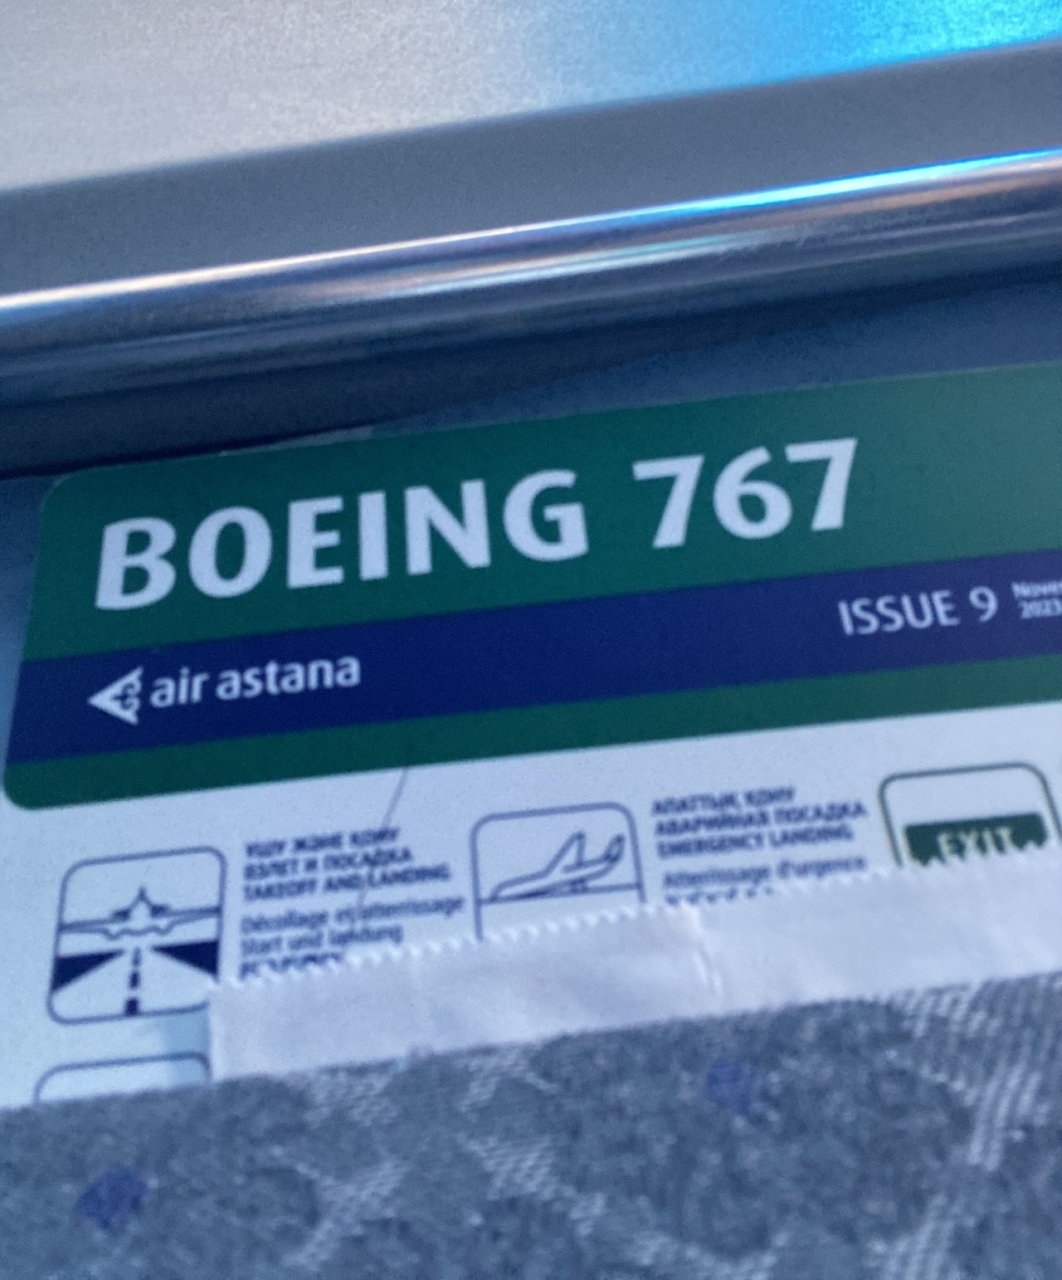 BOEING 767
ISSUE 9
2023
air astana
ҰШУ ЖӘНЕ ҚОНУ
ВЗЛЕТ И ПОСАДКА
TAKEOFF AND LANDING
Décollage et atterrissage
Start und landung
АПАТТЫҚ ҚОНУ
АВАРИЙНАЯ ПОСАДКА
EMERGENCY LANDING
Atterrissage d'urgence
EXIT